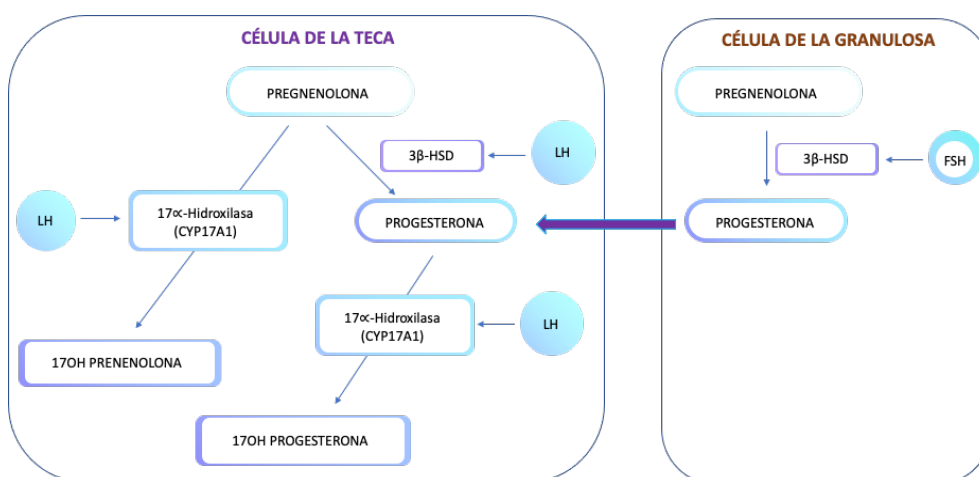 CÉLULA DE LA TECA
PREGNENOLONA
3β-HSD
LH
LH
17∝-Hidroxilasa
(CYP17A1)
PROGESTERONA
17∝-Hidroxilasa
(CYP17A1)
LH
17OH PRENENOLONA
17OH PROGESTERONA
CÉLULA DE LA GRANULOSA
PREGNENOLONA
3β-HSD
FSH
PROGESTERONA